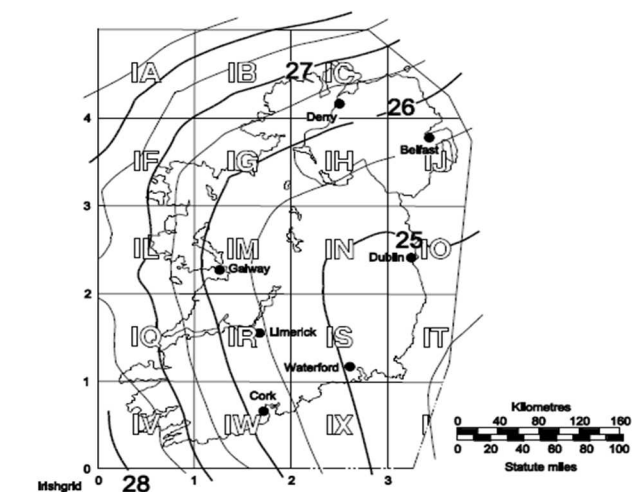 IA IB 27 IC
4 Derry 26
Belfast
IF IG IH IJ
3
IL IM IN 25 IO
Galway Dublin
2
IQ IR Limerick IS IT
Waterford
1
Cork
IV IW IX I
Kilometres
0 40 80 120 160
0 20 40 60 80 100
Statute miles
0
Irishgrid 0 28 1 2 3